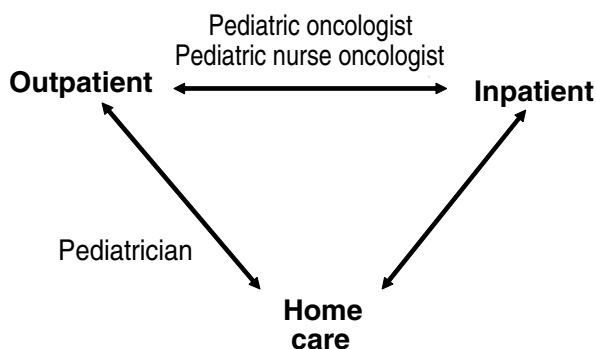 Pediatric oncologist
Pediatric nurse oncologist
Outpatient
Inpatient
Pediatrician
Home
care